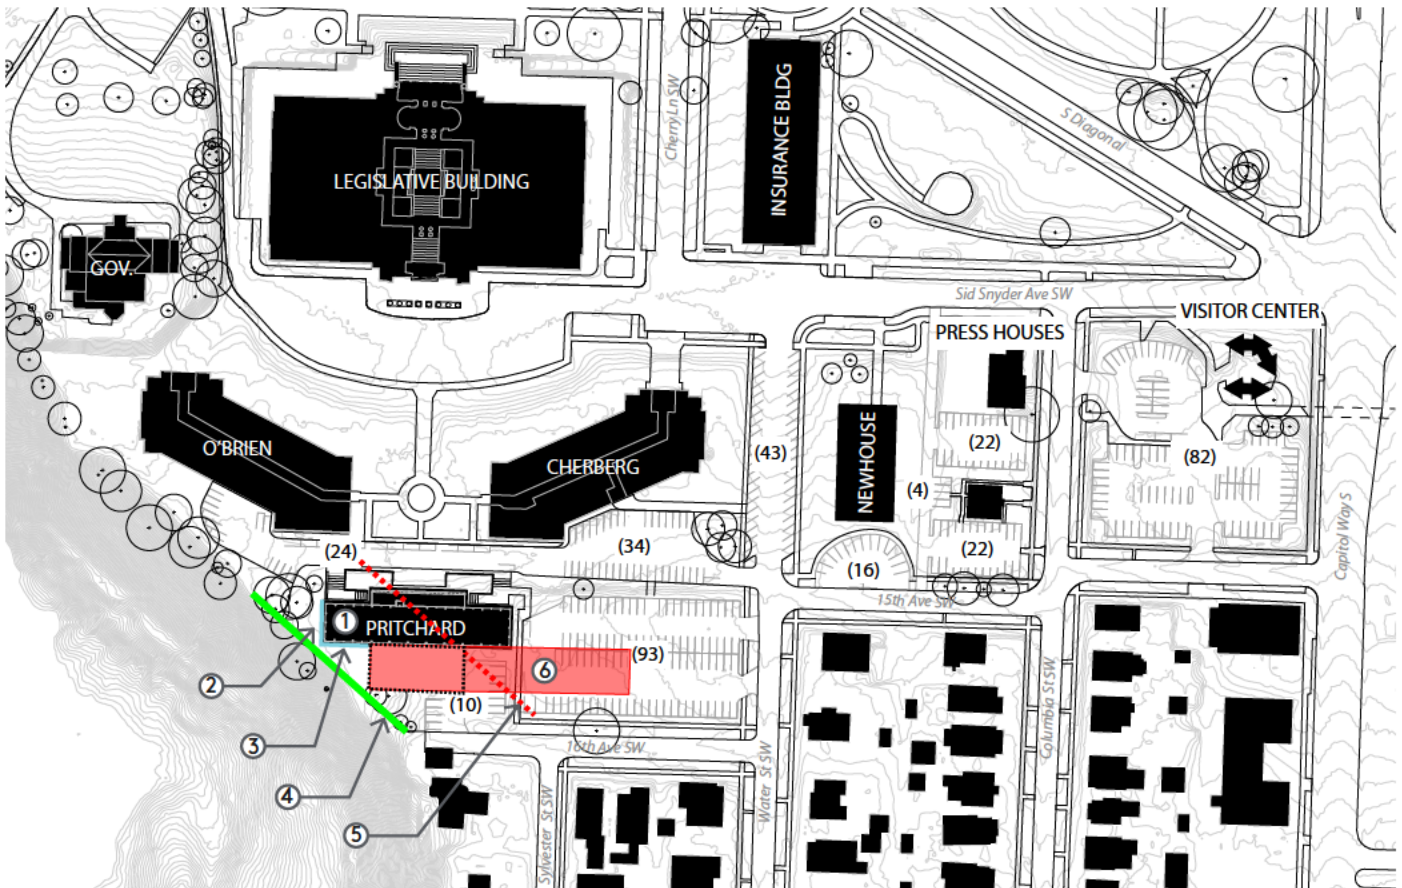 Cherry Ln SW
INSURANCE BLDG
S Diagonal
LEGISLATIVE BUILDING
GOV.
Sid Snyder Ave SW
VISITOR CENTER
PRESS HOUSES
O'BRIEN
CHERBERG
(43)
NEWHOUSE
(22)
(82)
(4)
Capitol Way S
(24)
(34)
(16)
(22)
15th Ave SW
1
PRITCHARD
(93)
6
2
(10)
3
16th Ave SW
4
5
Sylvester St SW
Water St SW
Columbia St SW